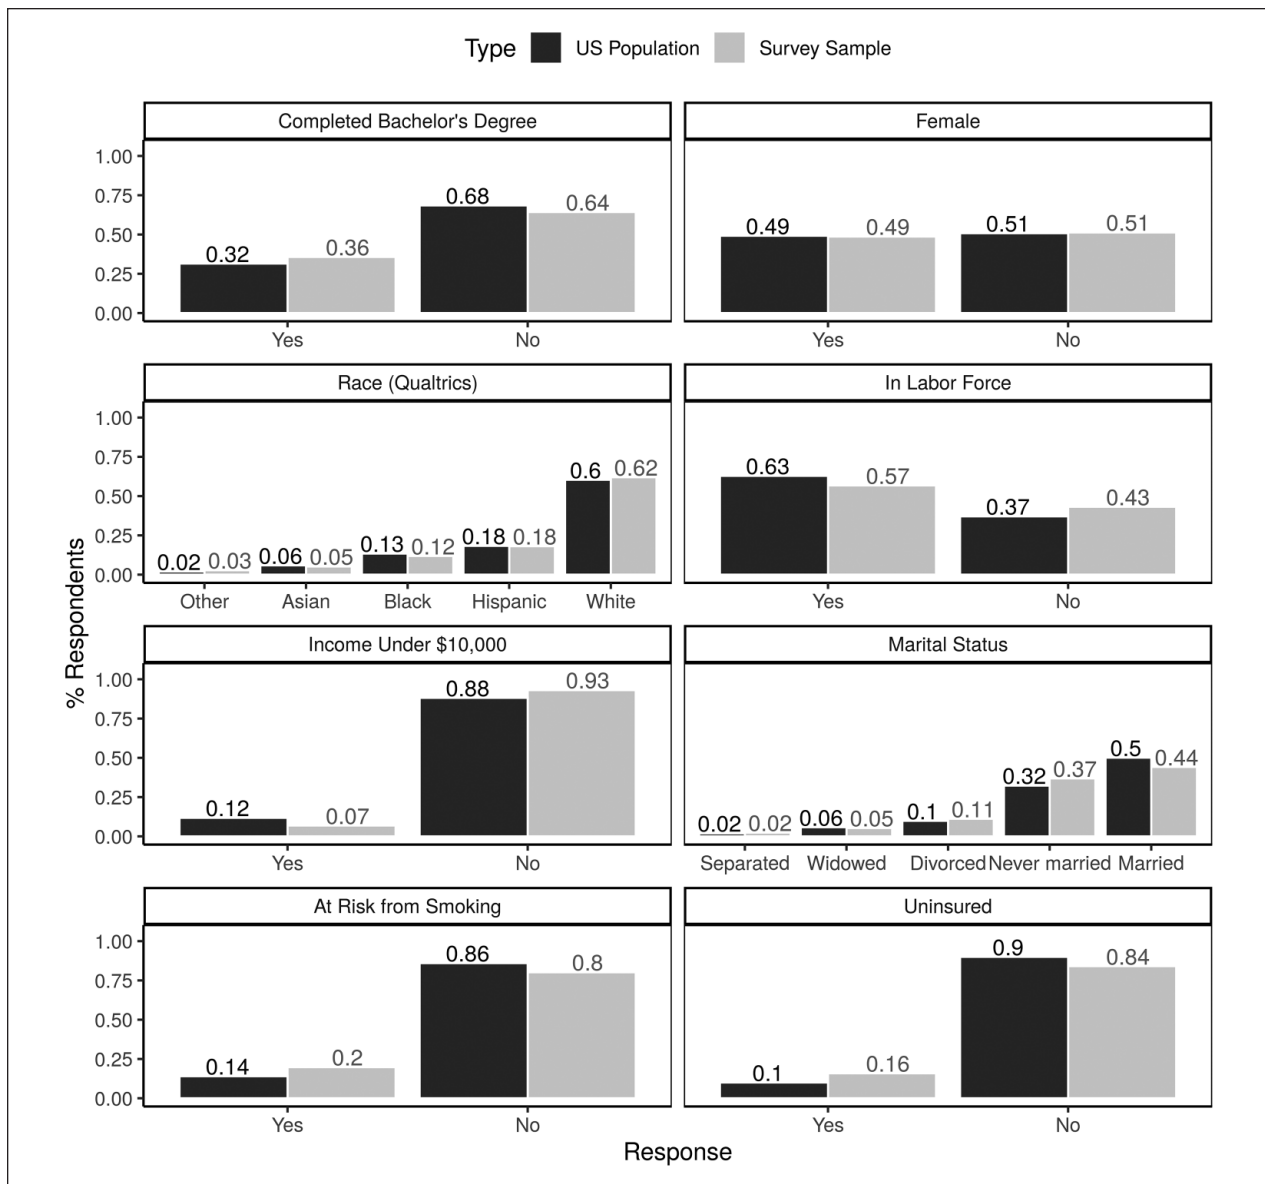 Type US Population Survey Sample
Completed Bachelor's Degree
1.00
0.75
0.50
0.25
0.00
0.32 0.36 0.68 0.64
Yes No
Female
0.49 0.49 0.51 0.51
Yes No
Race (Qualtrics)
1.00
0.75
0.50
0.25
0.00
0.02 0.03 0.06 0.05 0.13 0.12 0.18 0.18 0.6 0.62
Other Asian Black Hispanic White
In Labor Force
0.63 0.57 0.37 0.43
Yes No
% Respondents
Income Under $10,000
1.00
0.75
0.50
0.25
0.00
0.12 0.07 0.88 0.93
Yes No
Marital Status
0.02 0.02 0.06 0.05 0.1 0.11 0.32 0.37 0.5 0.44
Separated Widowed Divorced Never married Married
At Risk from Smoking
1.00
0.75
0.50
0.25
0.00
0.14 0.2 0.86 0.8
Yes No
Uninsured
0.1 0.16 0.9 0.84
Yes No
Response